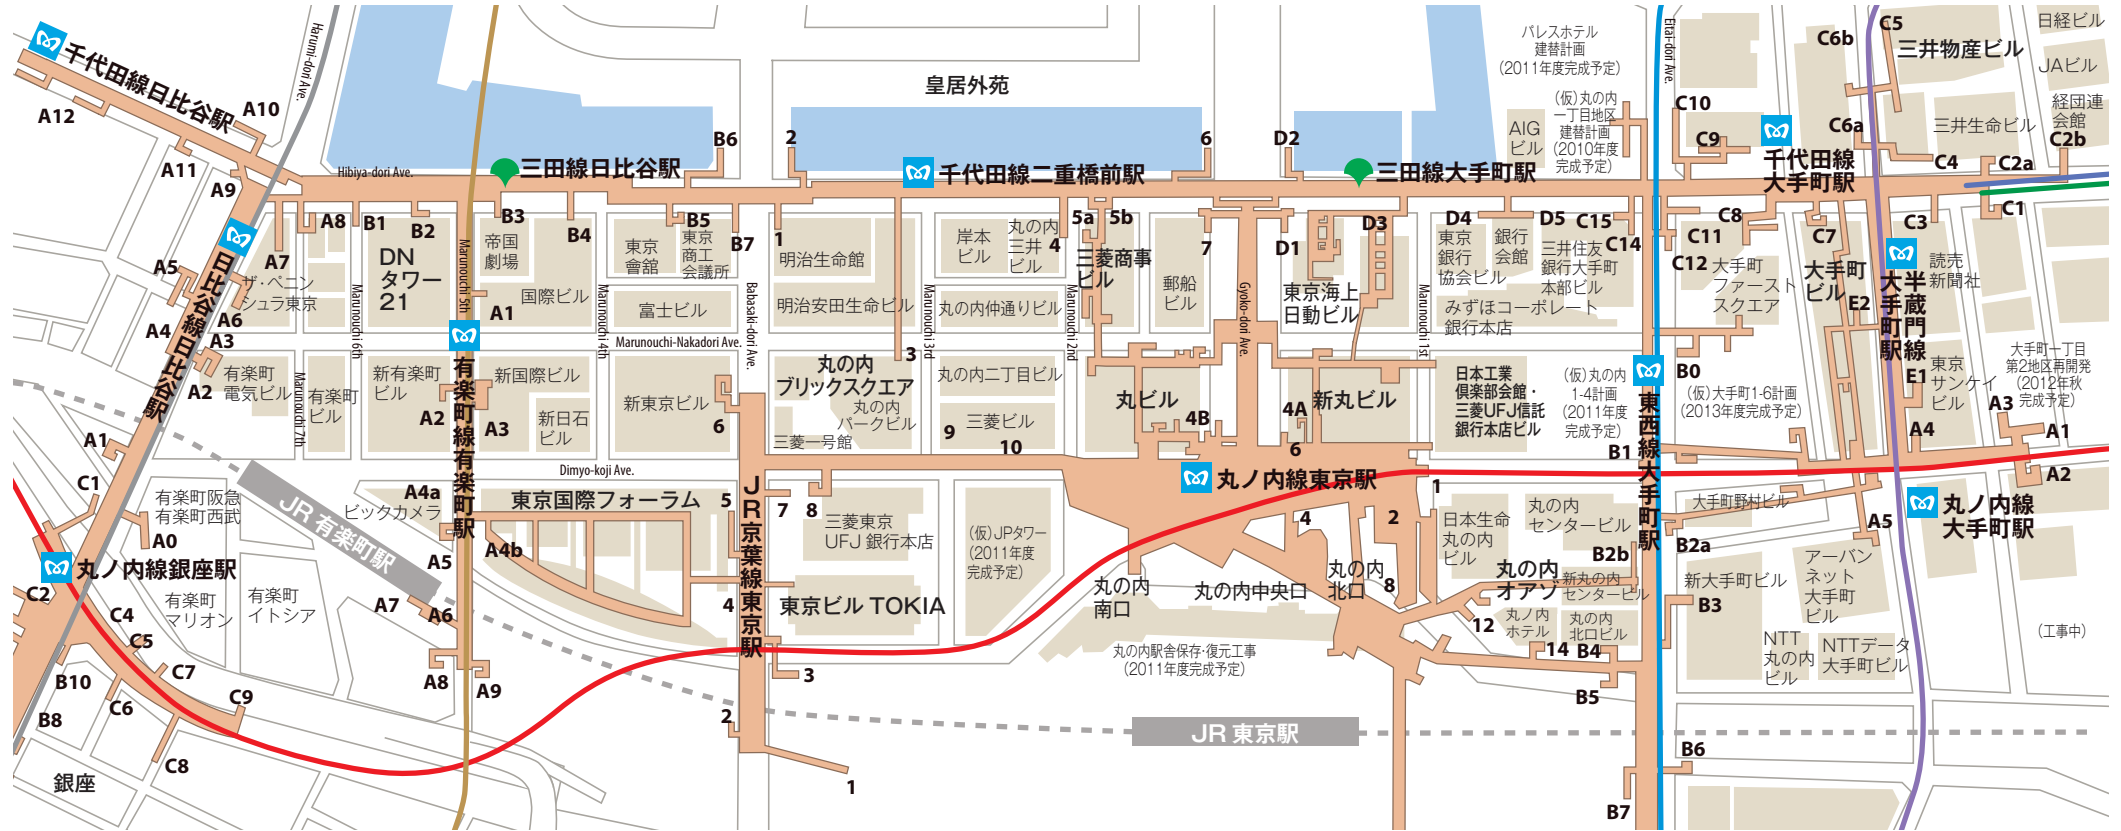 千代田線日比谷駅
A12
A10
A11
A9
Harumi-dori Ave.
Hibiya-dori Ave.
三田線日比谷駅
B6
2
皇居外苑
千代田線二重橋前駅
6
D2
三田線大手町駅
パレスホテル
建替計画
(2011年度完成予定)
AIG
ビル
(仮)丸の内
一丁目地区
建替計画
(2010年度
完成予定)
Etai-dori Ave.
C10
C9
千代田線
大手町駅
C6b
C5
三井物産ビル
日経ビル
JAビル
経団連
会館
三井生命ビル
C6a
C4
C2a
C2b
A8
B1
B2
B3
B4
B5
B7
1
5a
5b
4
7
D1
D3
D4
D5
C15
C14
C11
C12
C8
C7
C3
C1
日比谷線日比谷駅
A7
A5
A6
A4
A3
A2
A1
ザ・ペニン
シュラ東京
DN
タワー
21
帝国
劇場
国際ビル
A1
東京
會舘
東京
商工
会議所
富士ビル
明治生命館
明治安田生命ビル
岸本
ビル
丸の内
三井
ビル
丸の内仲通りビル
三菱商事
ビル
郵船
ビル
東京海上
日動ビル
東京
銀行
協会ビル
銀行
会館
三井住友
銀行大手町
本部ビル
みずほコーポレート
銀行本店
大手町
ファースト
スクエア
大手町
ビル
E2
半蔵門線
大手町駅
読売
新聞社
Marunouchi 6th
Marunnouchi 5th
Marunouchi 4th
Babasaki-dori Ave.
Marunouchi 3rd
Marunouchi 2nd
Gyoko-dori Ave.
Marunouchi 1st
Marunouchi 7th
Marunouchi-Nakadori Ave.
有楽町
電気ビル
有楽町
ビル
新有楽町
ビル
A2
有楽町線有楽町駅
新国際ビル
新日石
ビル
A3
新東京ビル
6
丸の内
ブリックスクエア
3
丸の内
パークビル
三菱一号館
丸の内二丁目ビル
三菱ビル
9
10
丸ビル
4B
4A
新丸ビル
6
日本工業
倶楽部会館・
三菱UFJ信託
銀行本店ビル
(仮)丸の内
1-4計画
(2011年度
完成予定)
東西線大手町駅
B0
B1
(仮)大手町1-6計画
(2013年度完成予定)
E1
東京
サンケイ
ビル
大手町一丁目
第2地区再開発
(2012年秋
完成予定)
A3
A1
A4
A2
Dimyo-koji Ave.
C1
有楽町阪急
有楽町西武
A0
JR有楽町駅
A4a
ビックカメラ
東京国際フォーラム
A5
A4b
5
JR京葉線東京駅
7
8
三菱東京
UFJ 銀行本店
(仮)JPタワー
(2011年度
完成予定)
丸ノ内線東京駅
4
2
1
日本生命
丸の内
ビル
丸の内
センタービル
B2b
B2a
大手町野村ビル
A5
丸ノ内線
大手町駅
丸ノ内線銀座駅
C2
C4
C5
C7
有楽町
マリオン
有楽町
イトシア
A7
A6
4
東京ビル TOKIA
丸の内
南口
丸の内中央口
丸の内
北口
8
丸の内
オアゾ
新丸の内
センタービル
12
丸ノ内
ホテル
丸の内
北口ビル
14
B4
新大手町ビル
B3
アーバン
ネット
大手町
ビル
NTT
丸の内
ビル
NTTデータ
大手町ビル
(工事中)
B10
C6
C9
A8
A9
3
丸の内駅舎保存・復元工事
(2011年度完成予定)
B5
B8
C8
2
JR 東京駅
B6
銀座
1
B7